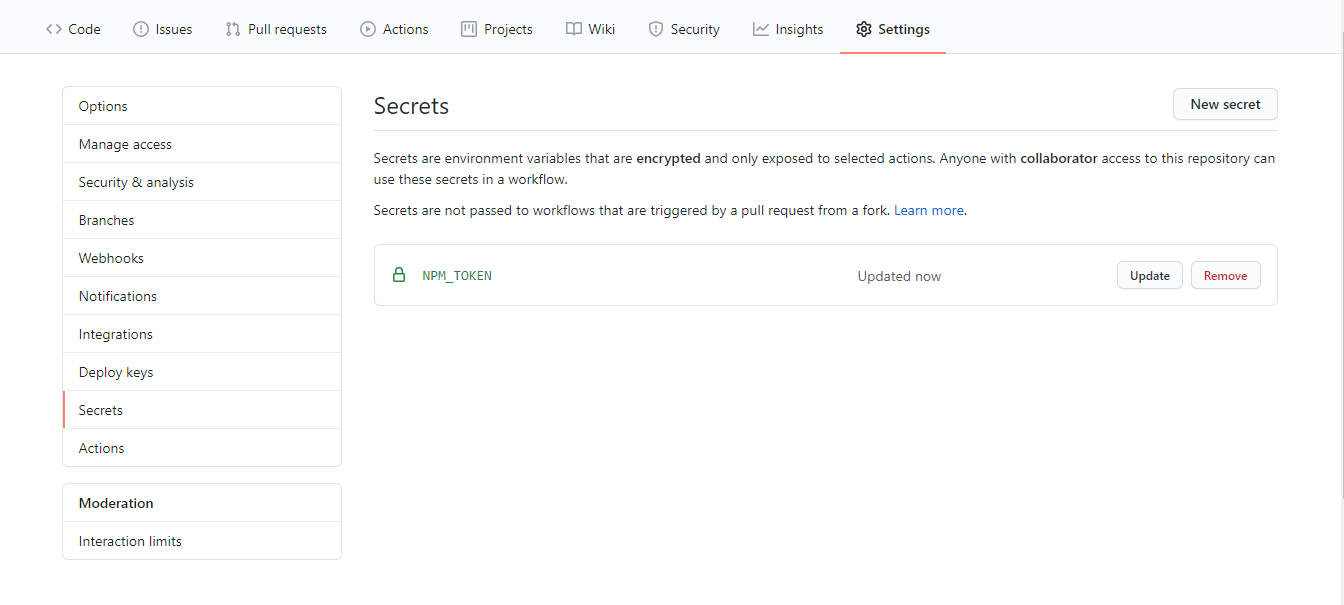 Code Issues Pull requests Actions Projects Wiki Security Insights Settings
Options
Manage access
Security & analysis
Branches
Webhooks
Notifications
Integrations
Deploy keys
Secrets
Actions
Moderation
Interaction limits
Secrets New secret
Secrets are environment variables that are encrypted and only exposed to selected actions. Anyone with collaborator access to this repository can
use these secrets in a workflow.
Secrets are not passed to workflows that are triggered by a pull request from a fork. Learn more.
NPM_TOKEN Updated now Update Remove